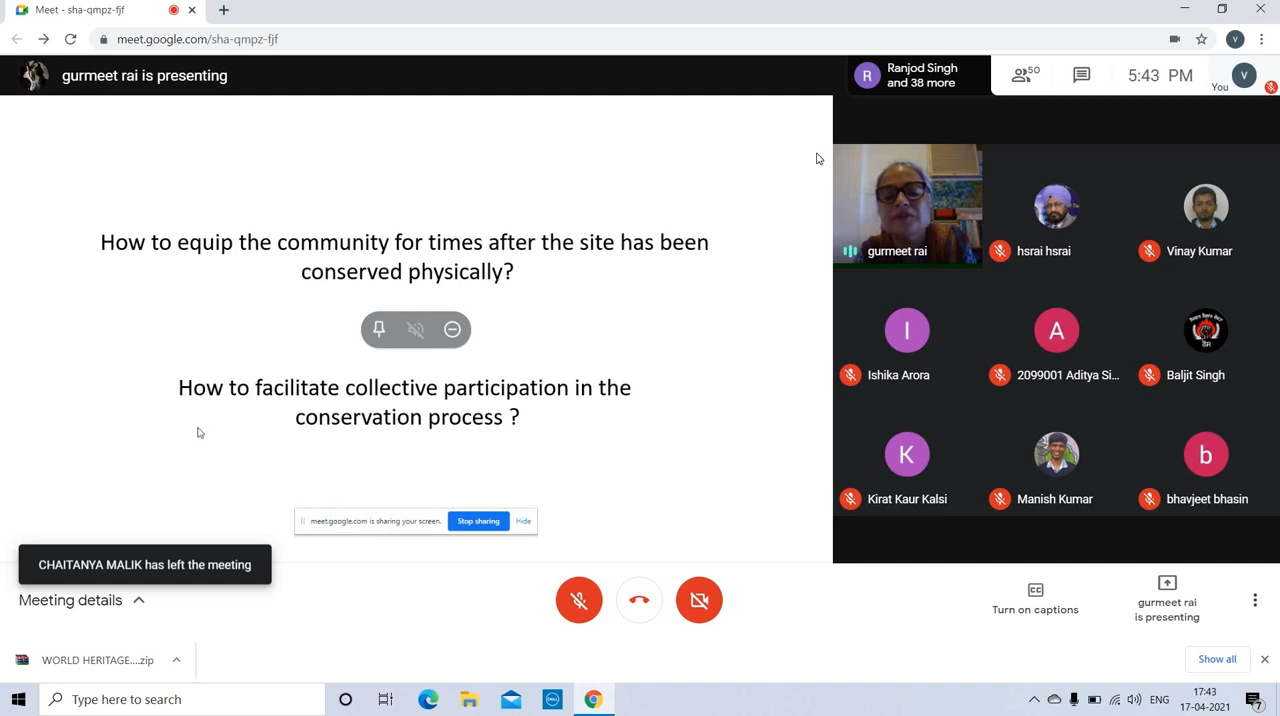 Meet - sha-qmpz-fjf
meet.google.com/sha-qmpz-fjf
V
gurmeet rai is presenting
R
Ranjod Singh
and 38 more
50
5:43 PM
You
V
How to equip the community for times after the site has been
conserved physically?
How to facilitate collective participation in the
conservation process ?
meet.google.com is sharing your screen.
Stop sharing
Hide
gurmeet rai
hsrai hsrai
Vinay Kumar
I
Ishika Arora
A
2099001 Aditya Si...
Baljit Singh
K
Kirat Kaur Kalsi
Manish Kumar
b
bhavjeet bhasin
CHAITANYA MALIK has left the meeting
Meeting details
CC
Turn on captions
gurmeet rai
is presenting
WORLD HERITAGE....zip
Show all
Type here to search
DELL
ENG
17:43
17-04-2021
7